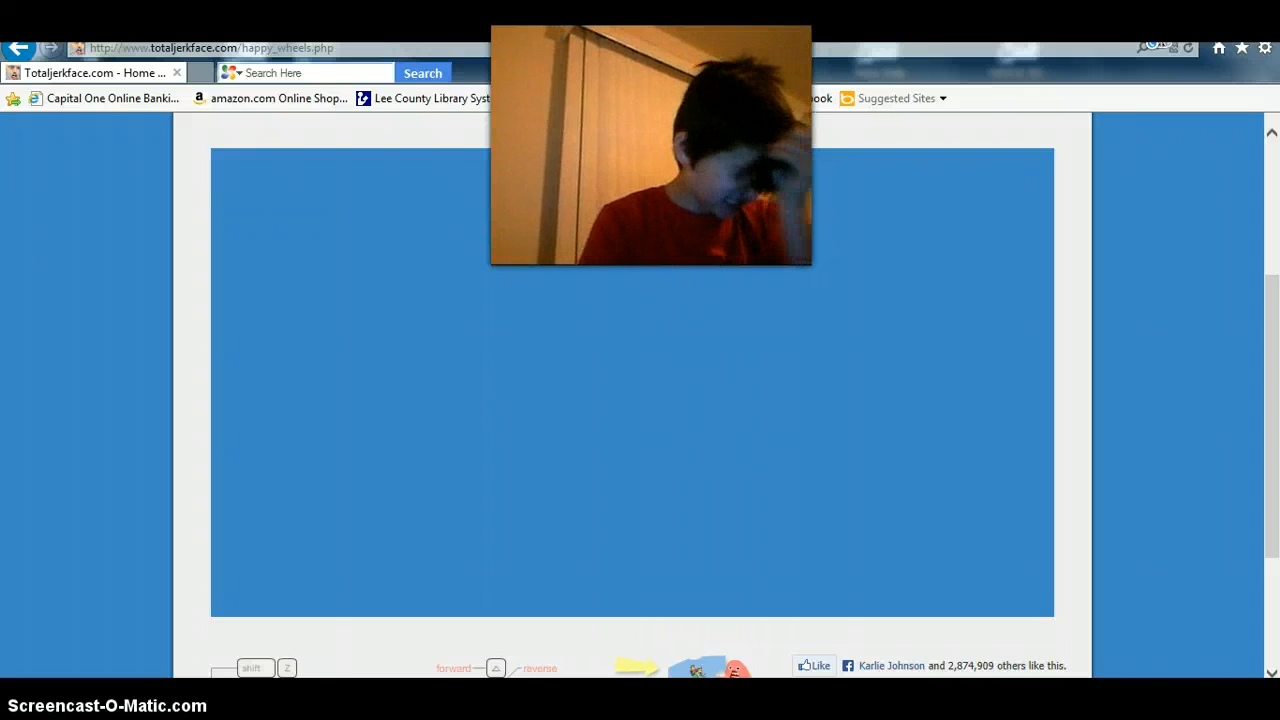 http://www.totaljerkface.com/happy_wheels.php
Totaljerkface.com - Home ...
Search Here
Search
Capital One Online Banki...
amazon.com Online Shop...
Lee County Library Syst
ook
Suggested Sites
shift
Z
forward
reverse
Like
Karlie Johnson and 2,874,909 others like this.
Screencast-O-Matic.com